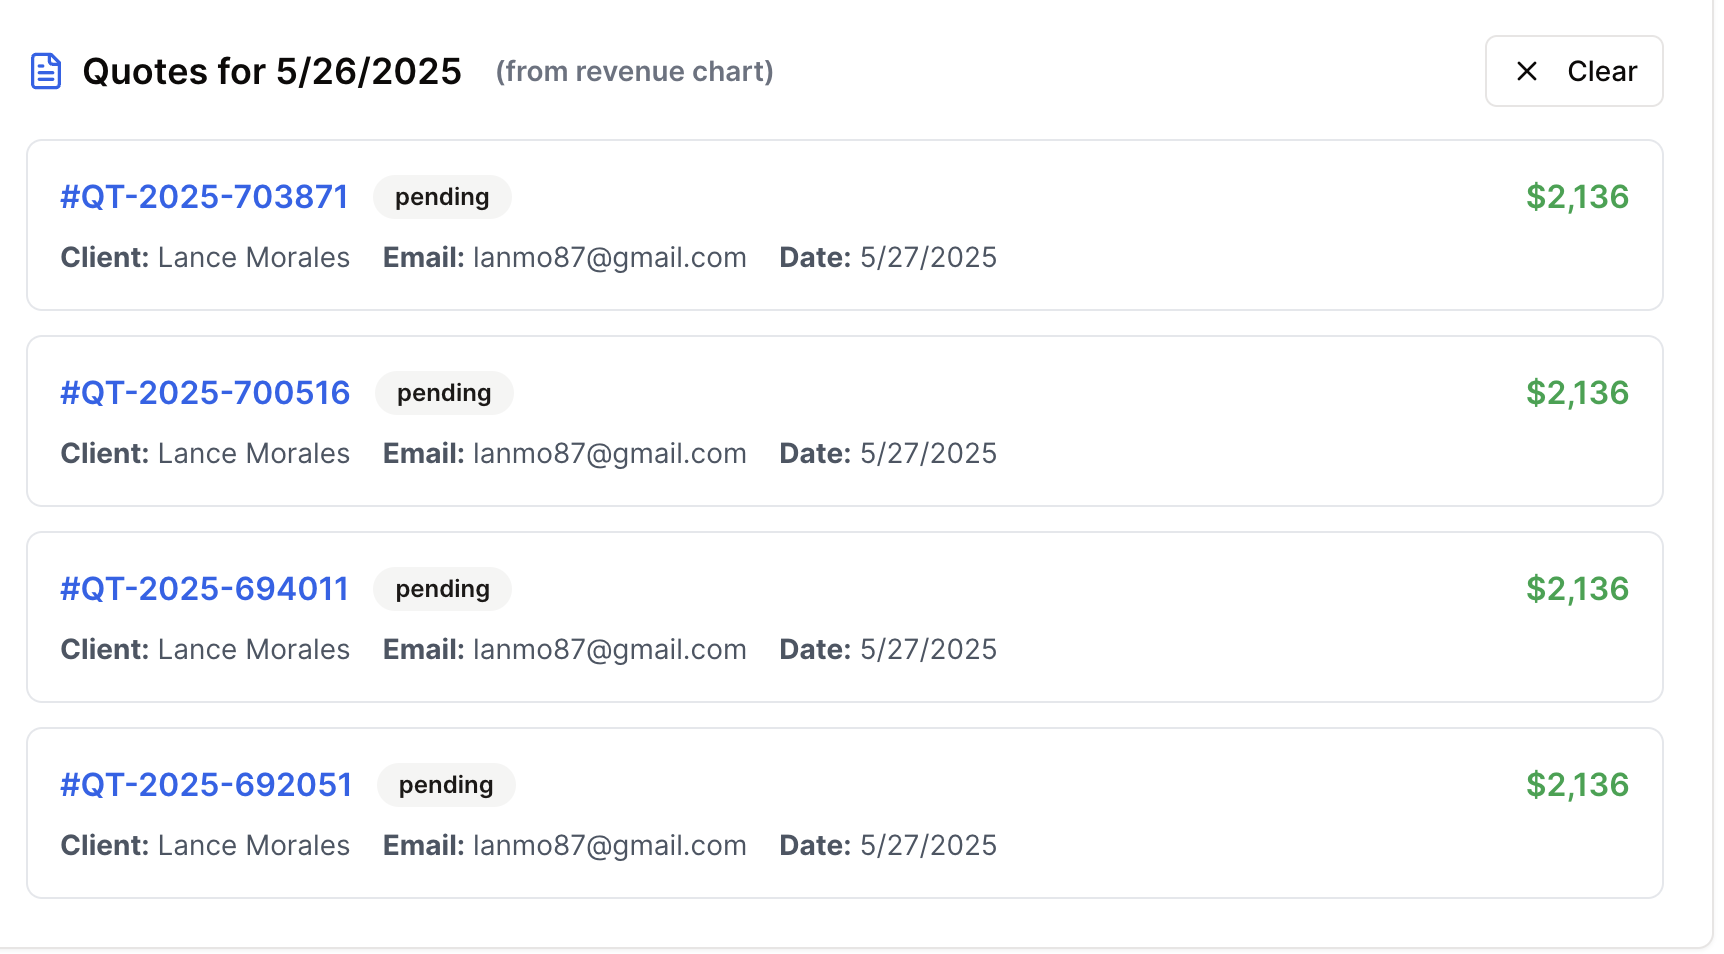 Quotes for 5/26/2025 (from revenue chart) Clear
#QT-2025-703871 pending $2,136
Client: Lance Morales Email: lanmo87@gmail.com Date: 5/27/2025
#QT-2025-700516 pending $2,136
Client: Lance Morales Email: lanmo87@gmail.com Date: 5/27/2025
#QT-2025-694011 pending $2,136
Client: Lance Morales Email: lanmo87@gmail.com Date: 5/27/2025
#QT-2025-692051 pending $2,136
Client: Lance Morales Email: lanmo87@gmail.com Date: 5/27/2025